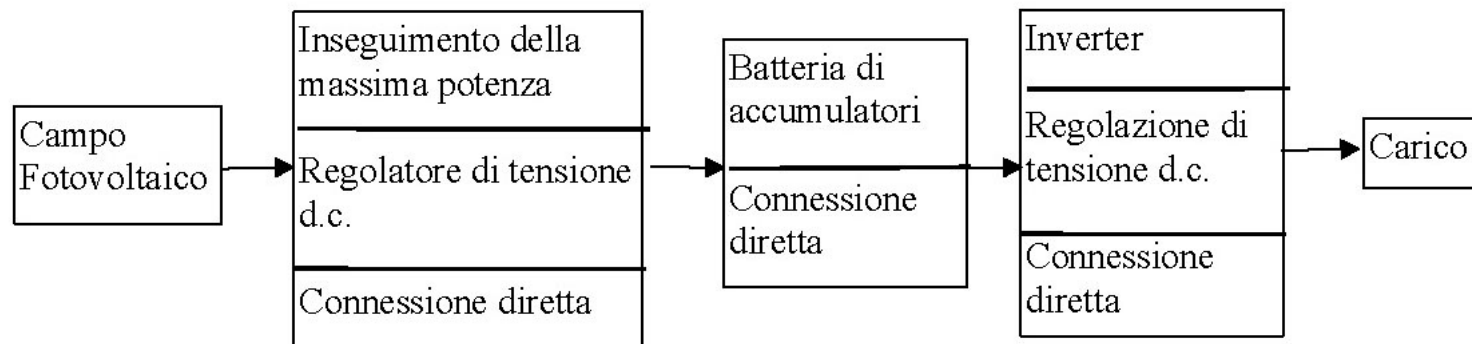 Campo
Fotovoltaico
Inseguimento della
massima potenza
Regolatore di tensione
d.c.
Connessione diretta
Batteria di
accumulatori
Connessione
diretta
Inverter
Regolazione di
tensione d.c.
Connessione
diretta
Carico